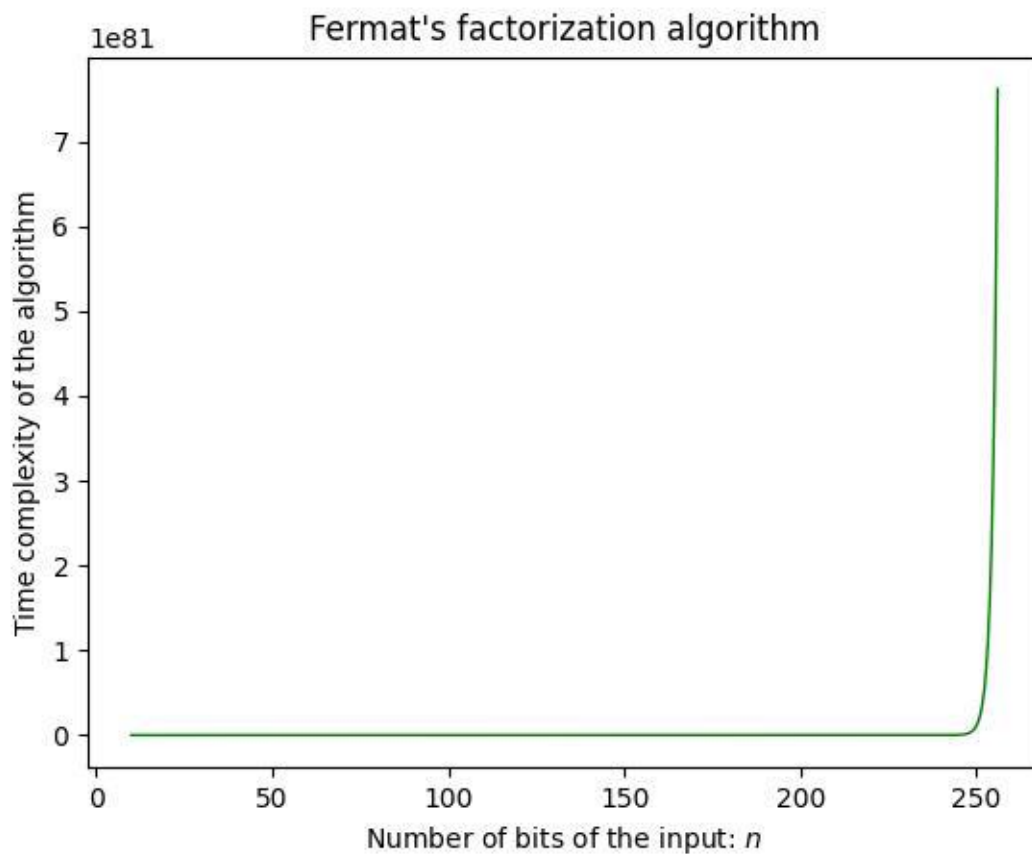 Fermat's factorization algorithm
1e81
7
6
5
4
3
2
1
0
Time complexity of the algorithm
0 50 100 150 200 250
Number of bits of the input: n